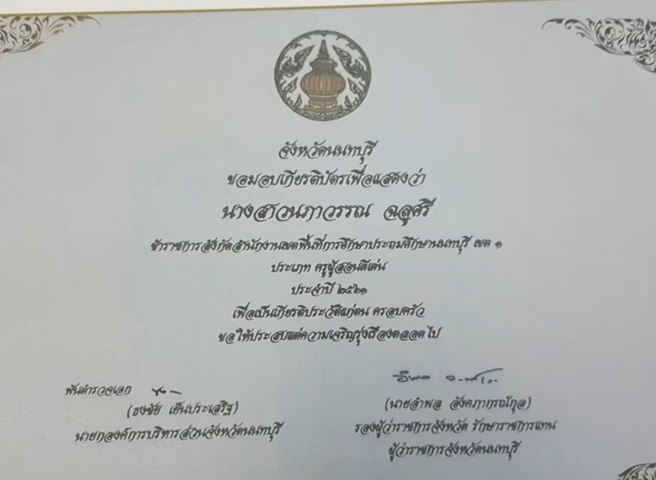 จังหวัดนนทบุรี
ขอมอบเกียรติบัตรเพื่อแสดงว่า
นางสาวนภาวรรณ ฉลูศรี
ข้าราชการสังกัดสำนักงานเขตพื้นที่การศึกษาประถมศึกษานนทบุรี เขต ๑
ประเภท ครูผู้สอนดีเด่น
ประจำปี ๒๕๖๑
เพื่อเป็นเกียรติประวัติแก่ตน ครอบครัว
ขอให้ประสบแต่ความเจริญรุ่งเรืองตลอดไป
พันตำรวจเอก
(ธงชัย เย็นประเสริฐ)
นายกองค์การบริหารส่วนจังหวัดนนทบุรี
(นายอำพล อังคภากรณ์กุล)
รองผู้ว่าราชการจังหวัด รักษาราชการแทน
ผู้ว่าราชการจังหวัดนนทบุรี